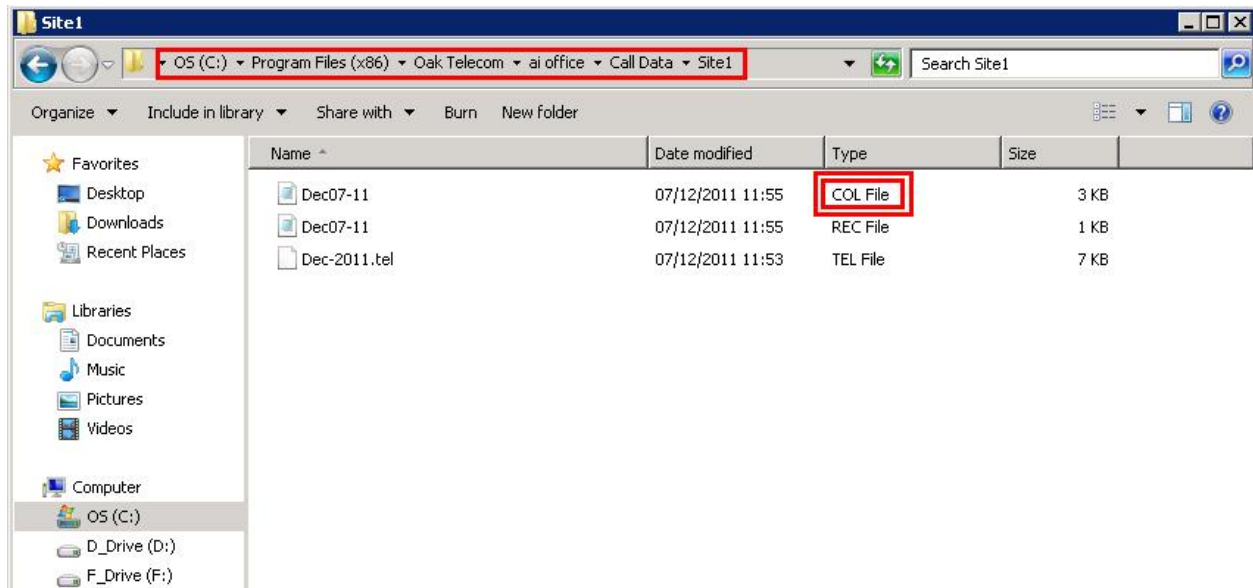 Site1
OS (C:) Program Files (x86) Oak Telecom ai office Call Data Site1 Search Site1
Organize Include in library Share with Burn New folder
Favorites
Desktop
Downloads
Recent Places
Libraries
Documents
Music
Pictures
Videos
Computer
OS (C:)
D_Drive (D:)
F_Drive (F:)
Name Date modified Type Size
Dec07-11 07/12/2011 11:55 COL File 3 KB
Dec07-11 07/12/2011 11:55 REC File 1 KB
Dec-2011.tel 07/12/2011 11:53 TEL File 7 KB